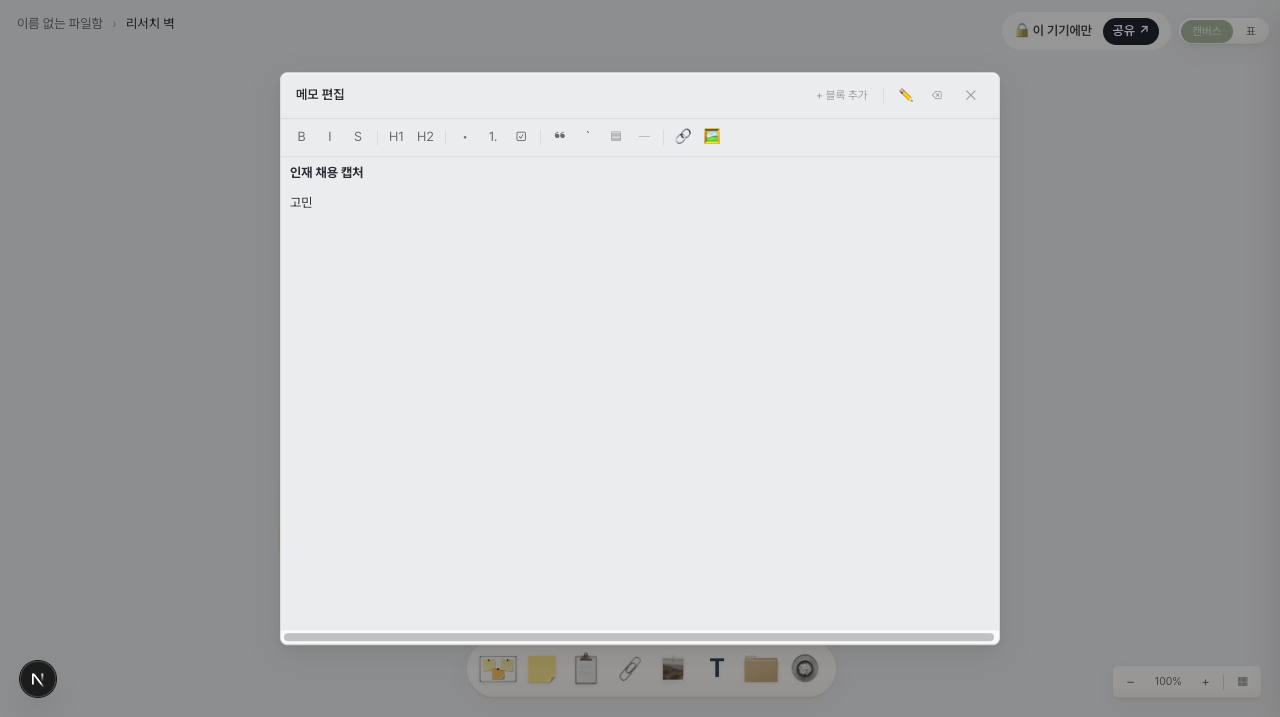 이름 없는 파일함 › 리서치 벽
이 기기에만
공유 ↗
캔버스
표
메모 편집
+ 블록 추가
B I S H1 H2 • 1. ☑ ❝ ` ▤ —
인재 채용 캡처
고민
T
N
− 100% +